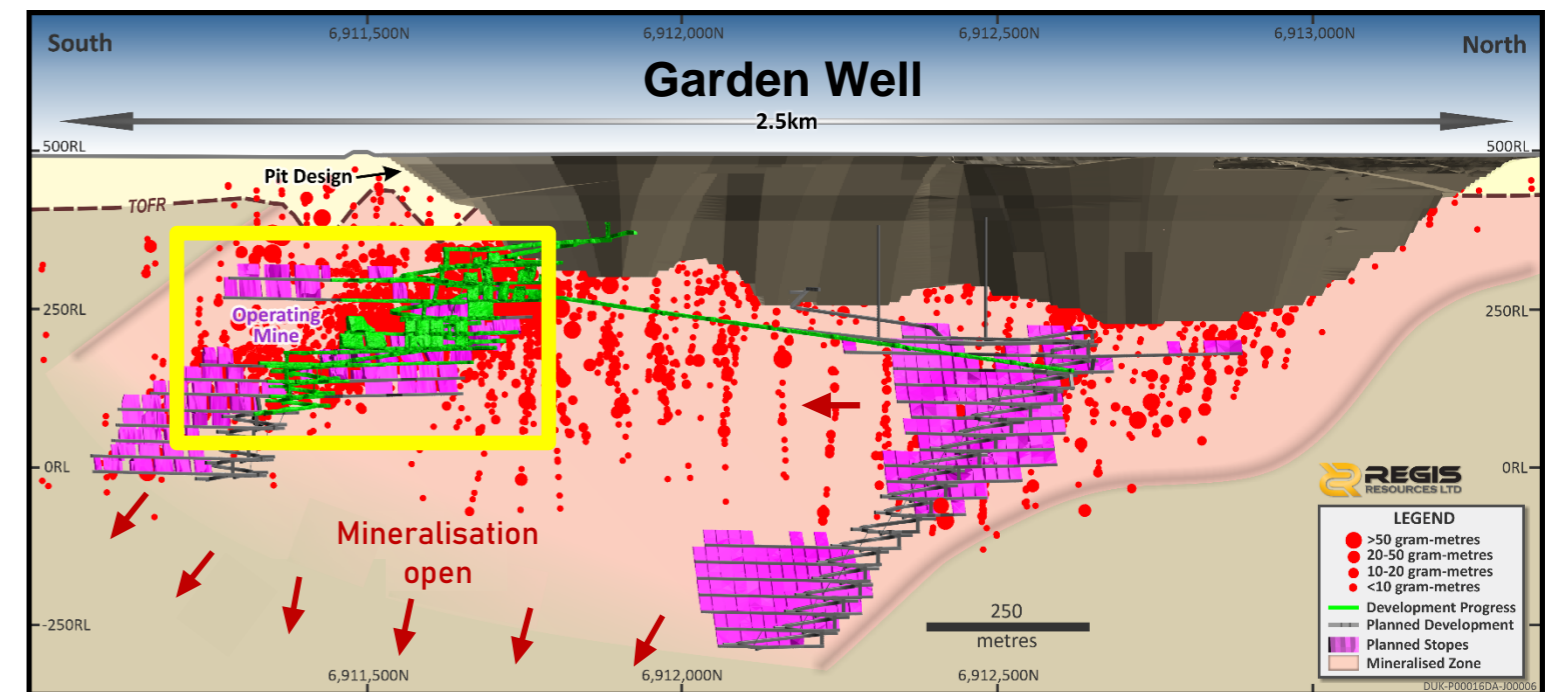 South
6,911,500N
6,912,000N
6,912,500N
6,913,000N
North
Garden Well
2.5km
500RL
500RL
Pit Design
TOFR
250RL
Operating
Mine
250RL
0RL
0RL
REGIS
RESOURCES LTD
Mineralisation
open
LEGEND
>50 gram-metres
20-50 gram-metres
10-20 gram-metres
<10 gram-metres
Development Progress
Planned Development
Planned Stopes
Mineralised Zone
-250RL
250
metres
6,911,500N
6,912,000N
6,912,500N
DUK-P00016DA-J00006